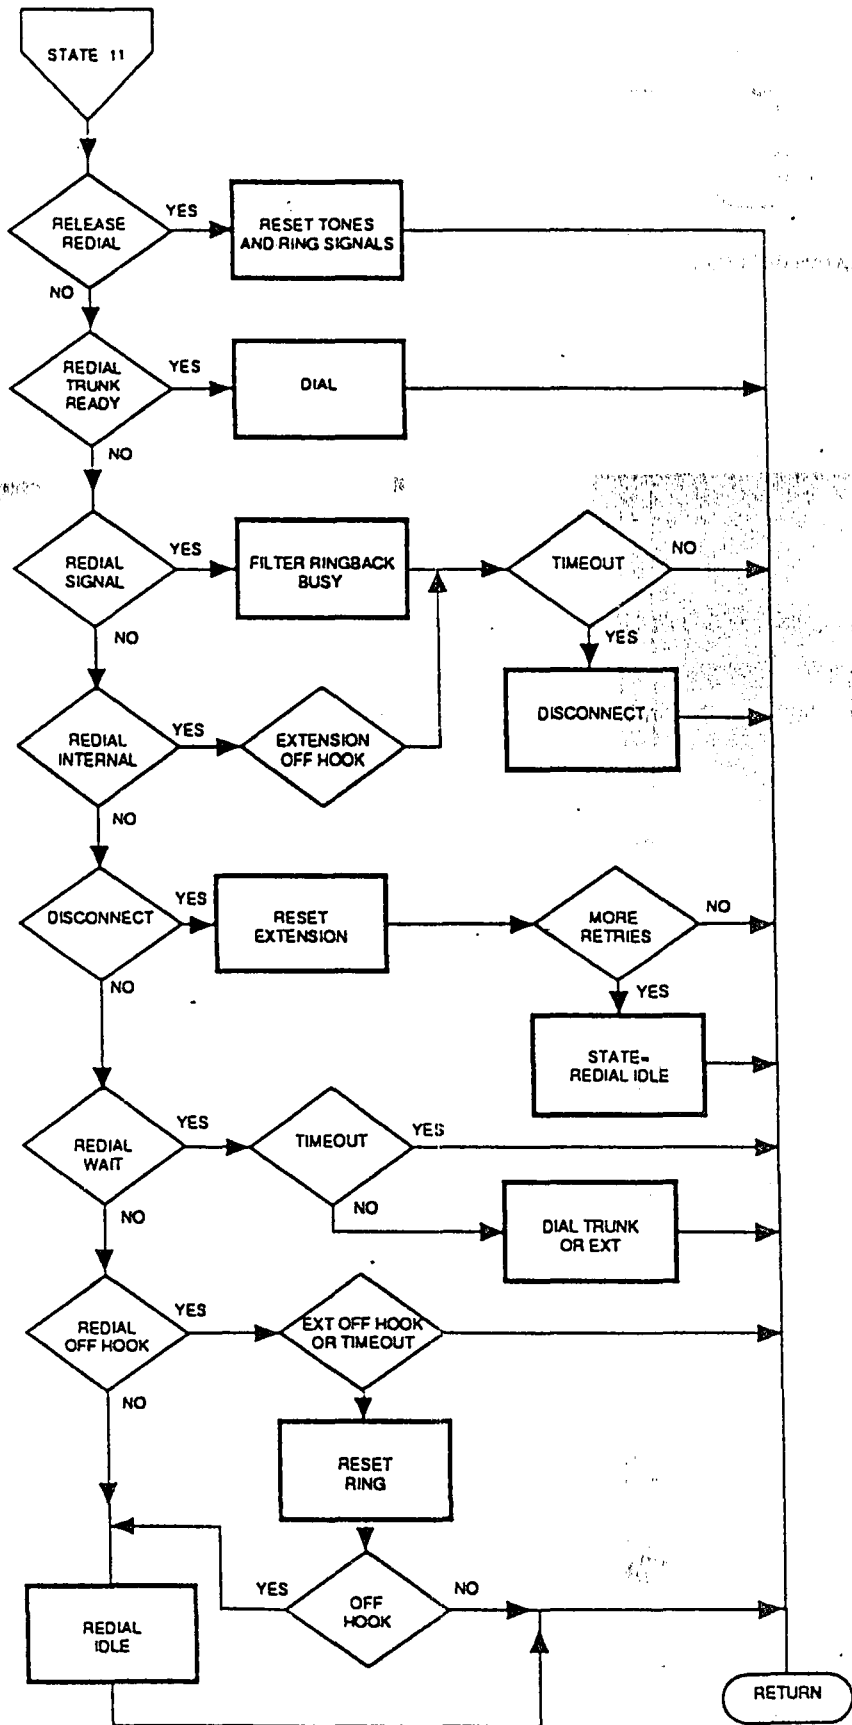 STATE 11
RELEASE
REDIAL
YES
RESET TONES
AND RING SIGNALS
NO
REDIAL
TRUNK
READY
YES
DIAL
NO
REDIAL
SIGNAL
YES
FILTER RINGBACK
BUSY
TIMEOUT
NO
YES
DISCONNECT
NO
REDIAL
INTERNAL
YES
EXTENSION
OFF HOOK
NO
DISCONNECT
YES
RESET
EXTENSION
MORE
RETRIES
NO
YES
STATE=
REDIAL IDLE
NO
REDIAL
WAIT
YES
TIMEOUT
YES
NO
DIAL TRUNK
OR EXT
NO
REDIAL
OFF HOOK
YES
EXT OFF HOOK
OR TIMEOUT
NO
RESET
RING
YES
OFF
HOOK
NO
REDIAL
IDLE
RETURN